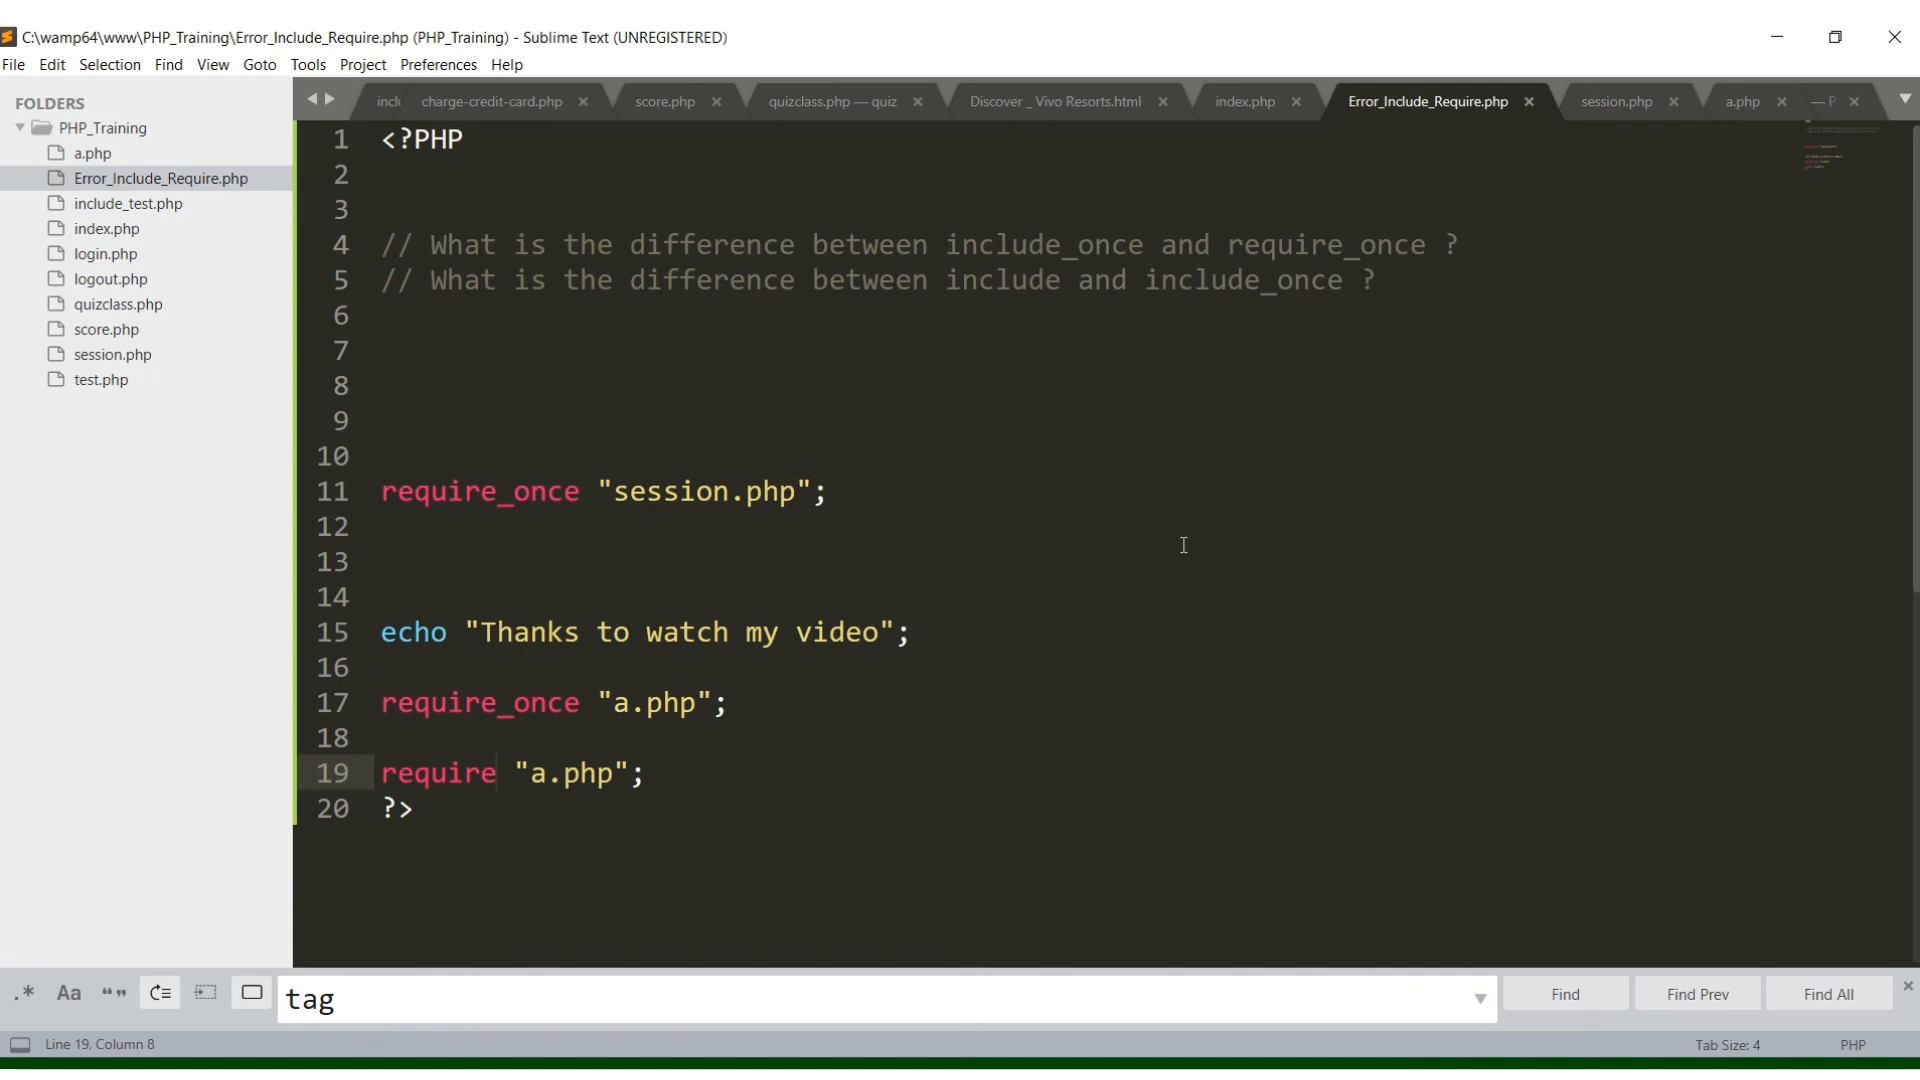 C:\wamp64\www\PHP_Training\Error_Include_Require.php (PHP_Training) - Sublime Text (UNREGISTERED)
File Edit Selection Find View Goto Tools Project Preferences Help
FOLDERS
PHP_Training
a.php
Error_Include_Require.php
include_test.php
index.php
login.php
logout.php
quizclass.php
score.php
session.php
test.php
charge-credit-card.php score.php quizclass.php — quiz Discover _ Vivo Resorts.html index.php Error_Include_Require.php session.php a.php
1 <?PHP
2
3
4 // What is the difference between include_once and require_once ?
5 // What is the difference between include and include_once ?
6
7
8
9
10
11 require_once "session.php";
12
13
14
15 echo "Thanks to watch my video";
16
17 require_once "a.php";
18
19 require "a.php";
20 ?>
.* Aa “” tag Find Find Prev Find All
Line 19, Column 8 Tab Size: 4 PHP